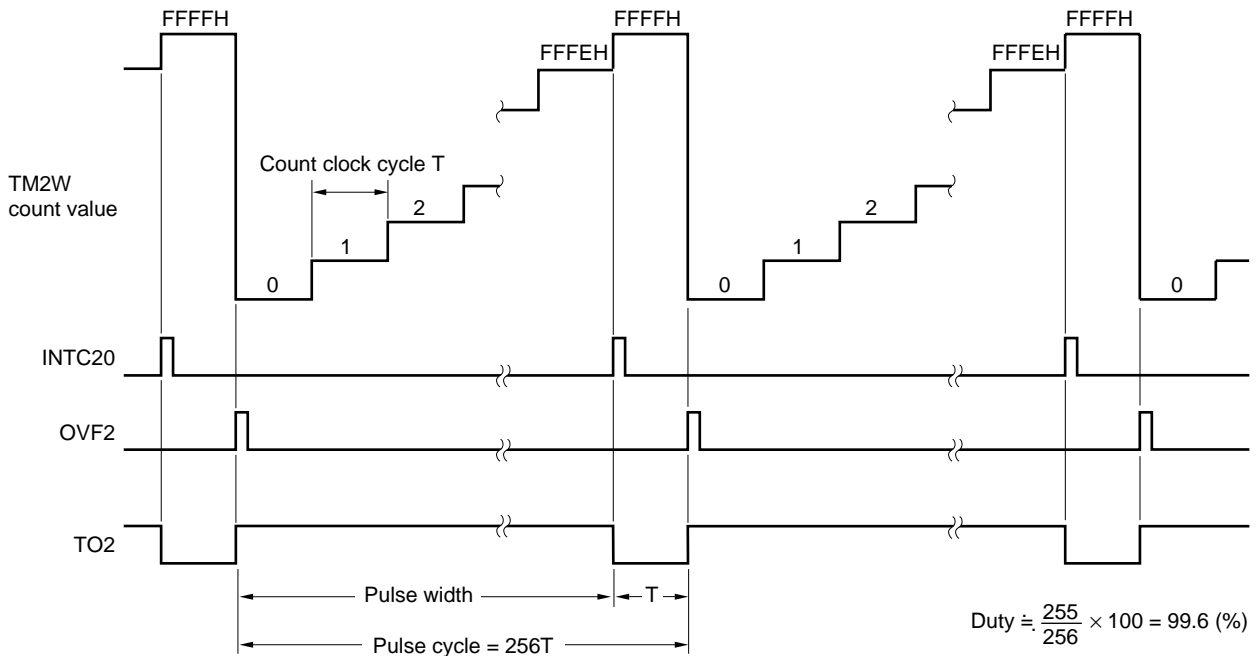 FFFFH
FFFFH
FFFFH
FFFEH
FFFEH
Count clock cycle T
TM2W
count value
2
2
1
1
0
0
0
INTC20
OVF2
TO2
Pulse width
T
Duty ≒ 255/256 × 100 = 99.6 (%)
Pulse cycle = 256T